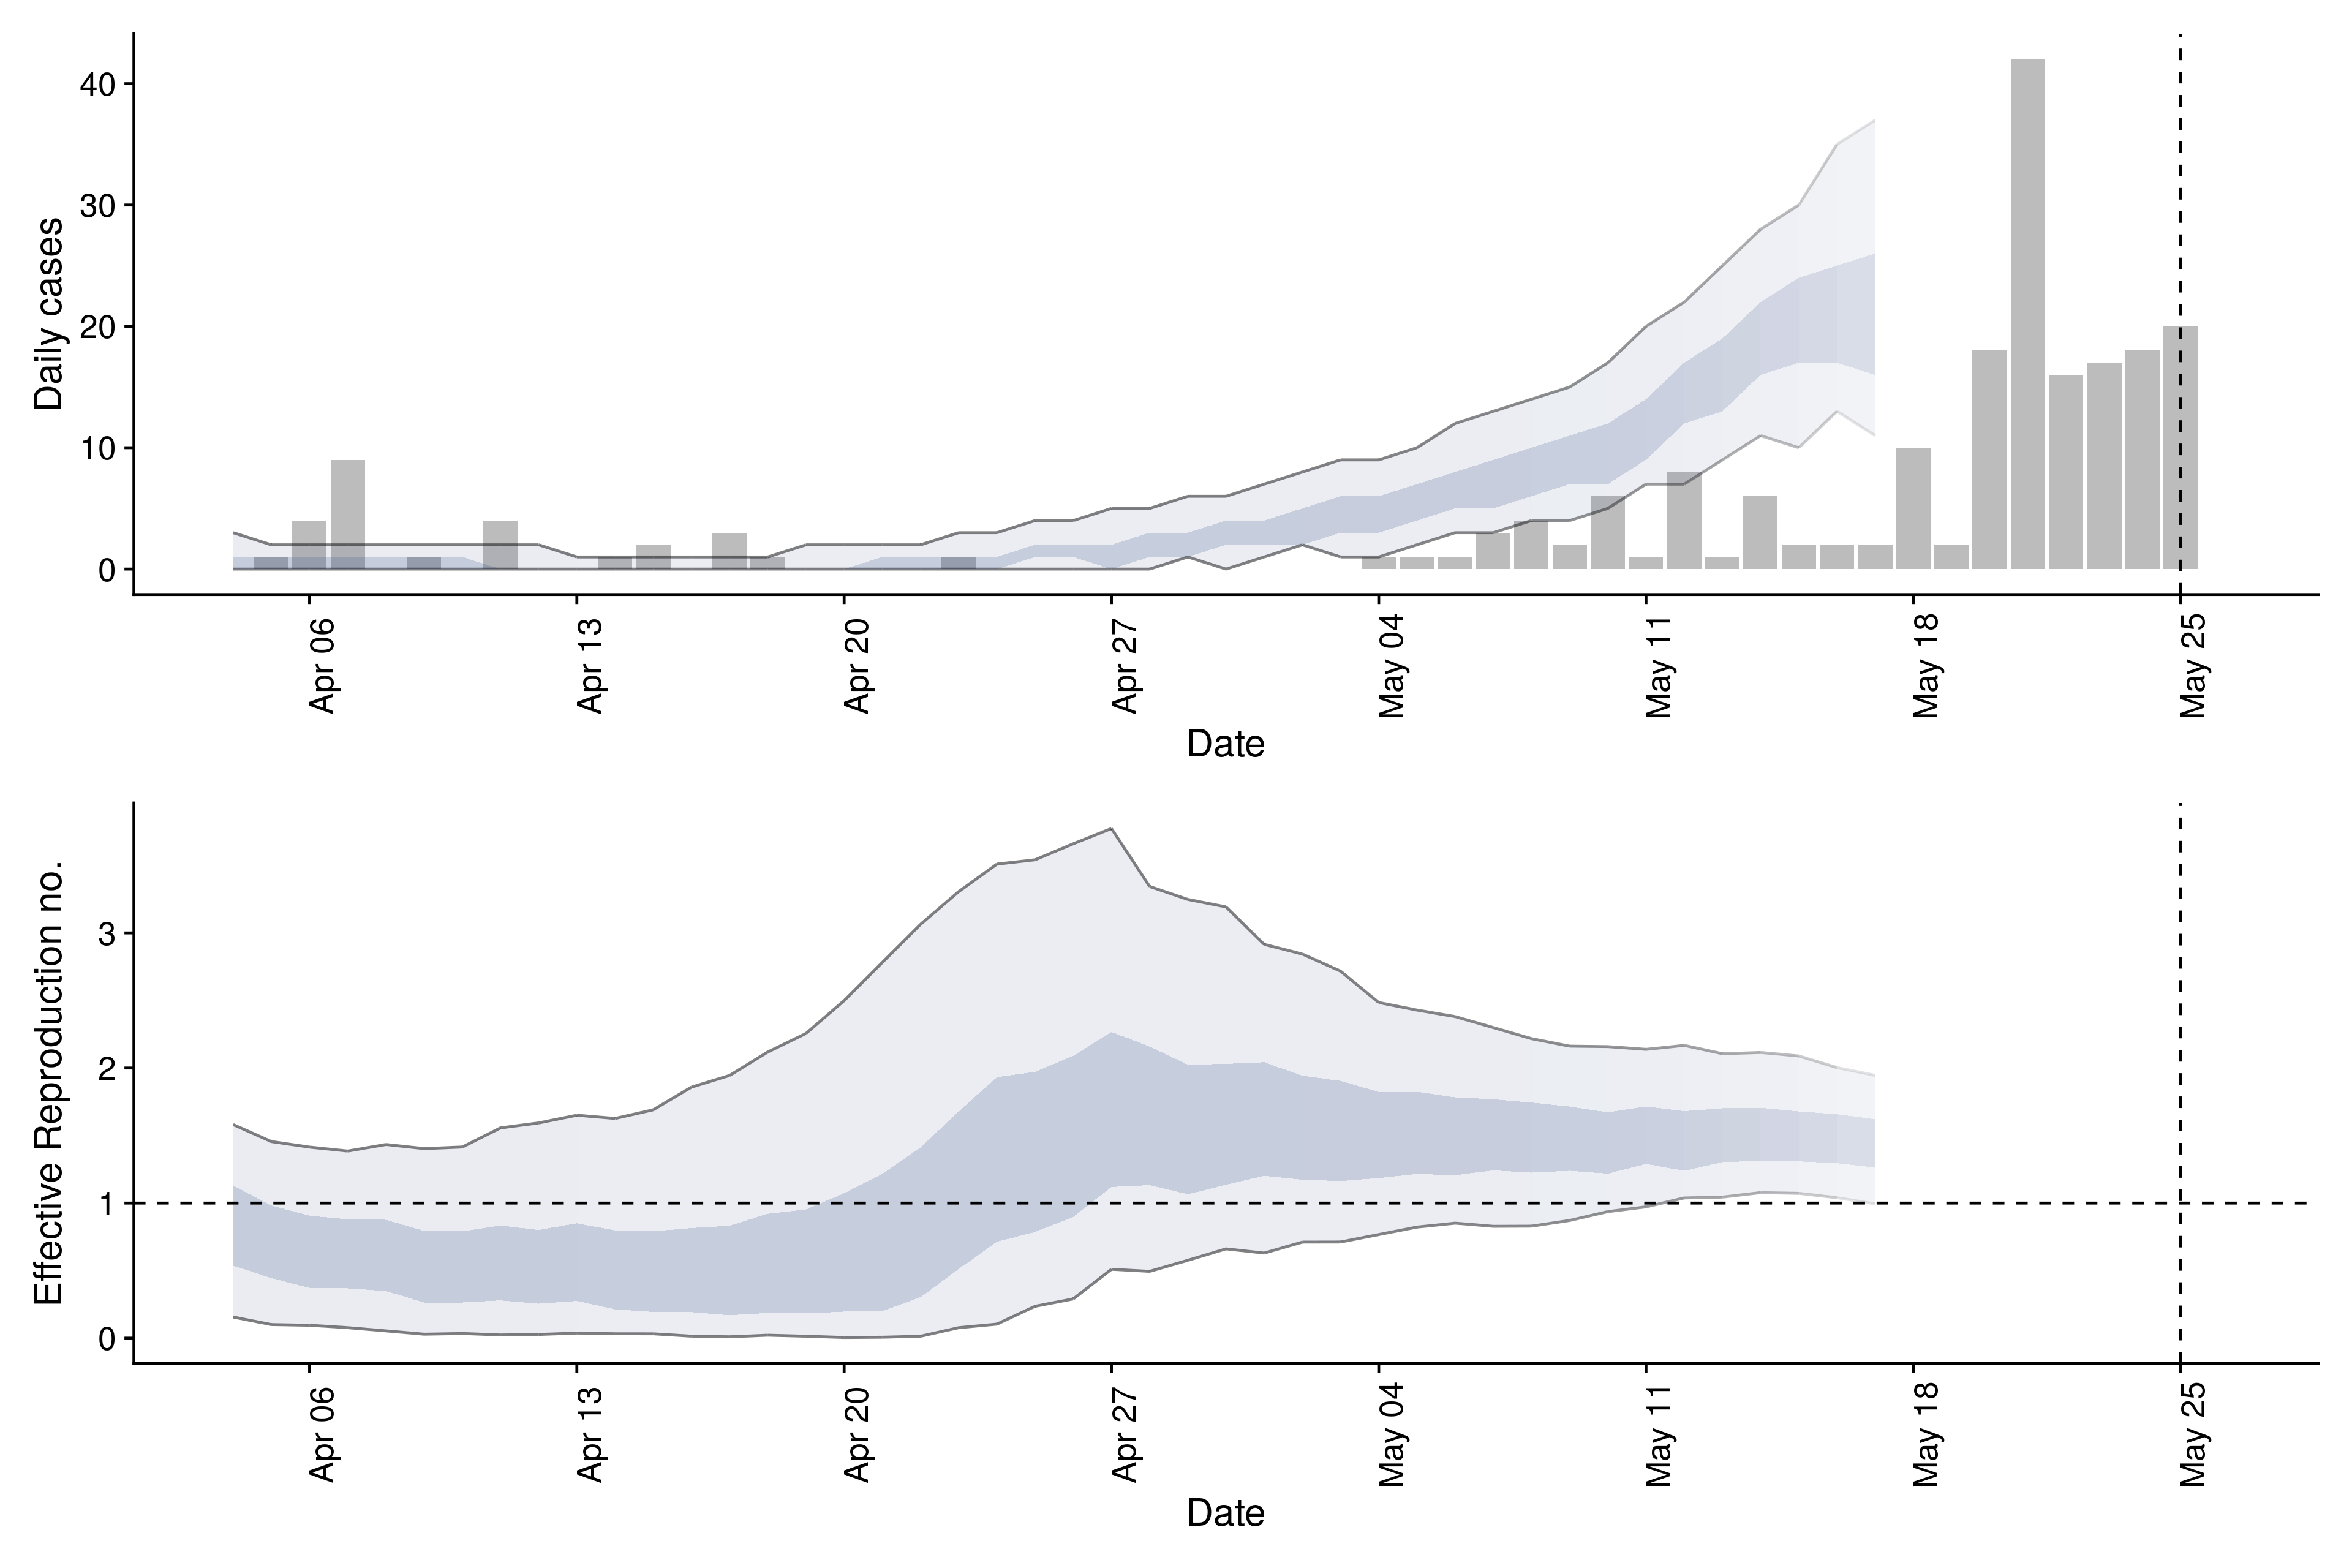 Daily cases
40
30
20
10
0
Apr 06
Apr 13
Apr 20
Apr 27
May 04
May 11
May 18
May 25
Date
Effective Reproduction no.
3
2
1
0
Apr 06
Apr 13
Apr 20
Apr 27
May 04
May 11
May 18
May 25
Date